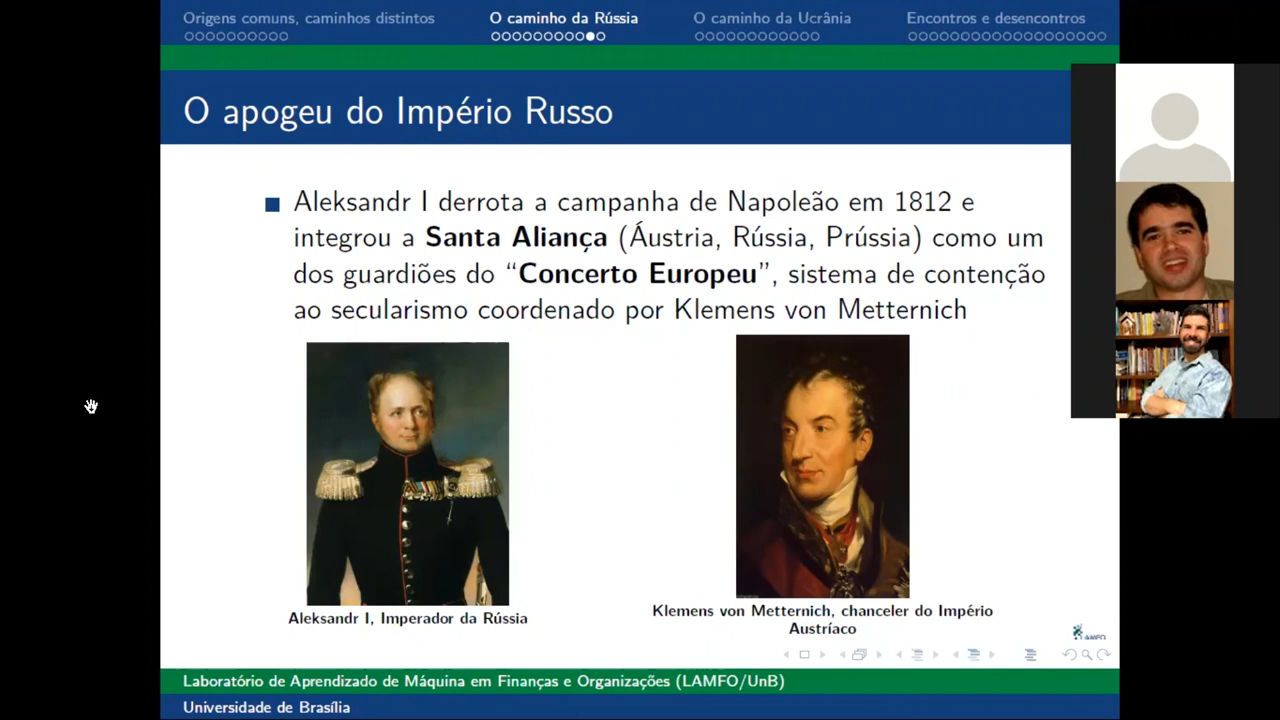 Origens comuns, caminhos distintos
O caminho da Rússia
O caminho da Ucrânia
Encontros e desencontros
O apogeu do Império Russo
Aleksandr I derrota a campanha de Napoleão em 1812 e
integrou a Santa Aliança (Áustria, Rússia, Prússia) como um
dos guardiões do “Concerto Europeu”, sistema de contenção
ao secularismo coordenado por Klemens von Metternich
Aleksandr I, Imperador da Rússia
Klemens von Metternich, chanceler do Império
Austríaco
LAMFO
Laboratório de Aprendizado de Máquina em Finanças e Organizações (LAMFO/UnB)
Universidade de Brasília